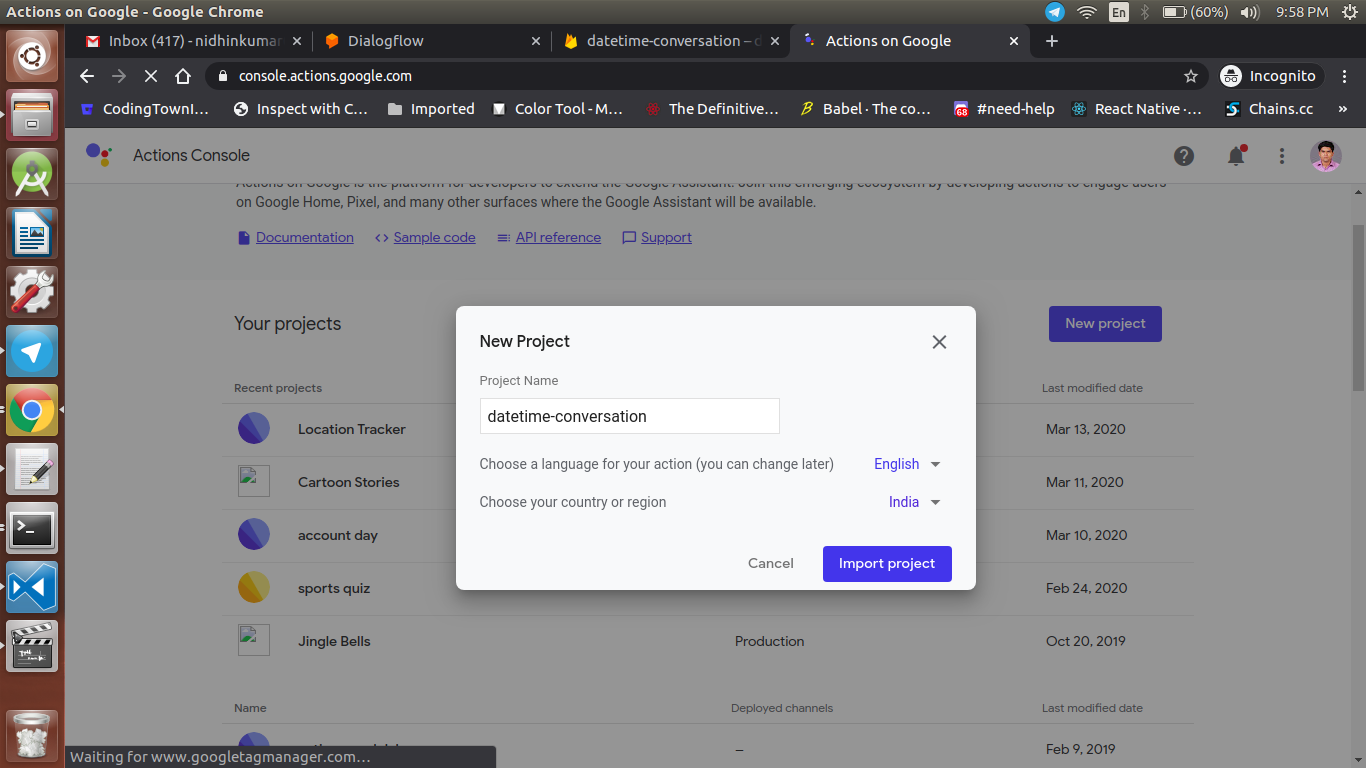 Actions on Google - Google Chrome
En
(60%)
9:58 PM
Inbox (417) - nidhinkumar
Dialogflow
datetime-conversation – d
Actions on Google
console.actions.google.com
Incognito
CodingTownI…
Inspect with C…
Imported
Color Tool - M…
The Definitive…
Babel · The co…
68
#need-help
React Native ·…
Chains.cc
»
Actions Console
Actions on Google is the platform for developers to extend the Google Assistant. Join this emerging ecosystem by developing actions to engage users
on Google Home, Pixel, and many other surfaces where the Google Assistant will be available.
Documentation
Sample code
API reference
Support
Your projects
New project
New Project
Project Name
datetime-conversation
Choose a language for your action (you can change later)
English
Choose your country or region
India
Cancel
Import project
Recent projects
Last modified date
Location Tracker
Mar 13, 2020
Cartoon Stories
Mar 11, 2020
account day
Mar 10, 2020
sports quiz
Feb 24, 2020
Jingle Bells
Production
Oct 20, 2019
Name
Deployed channels
Last modified date
–
Feb 9, 2019
Waiting for www.googletagmanager.com…